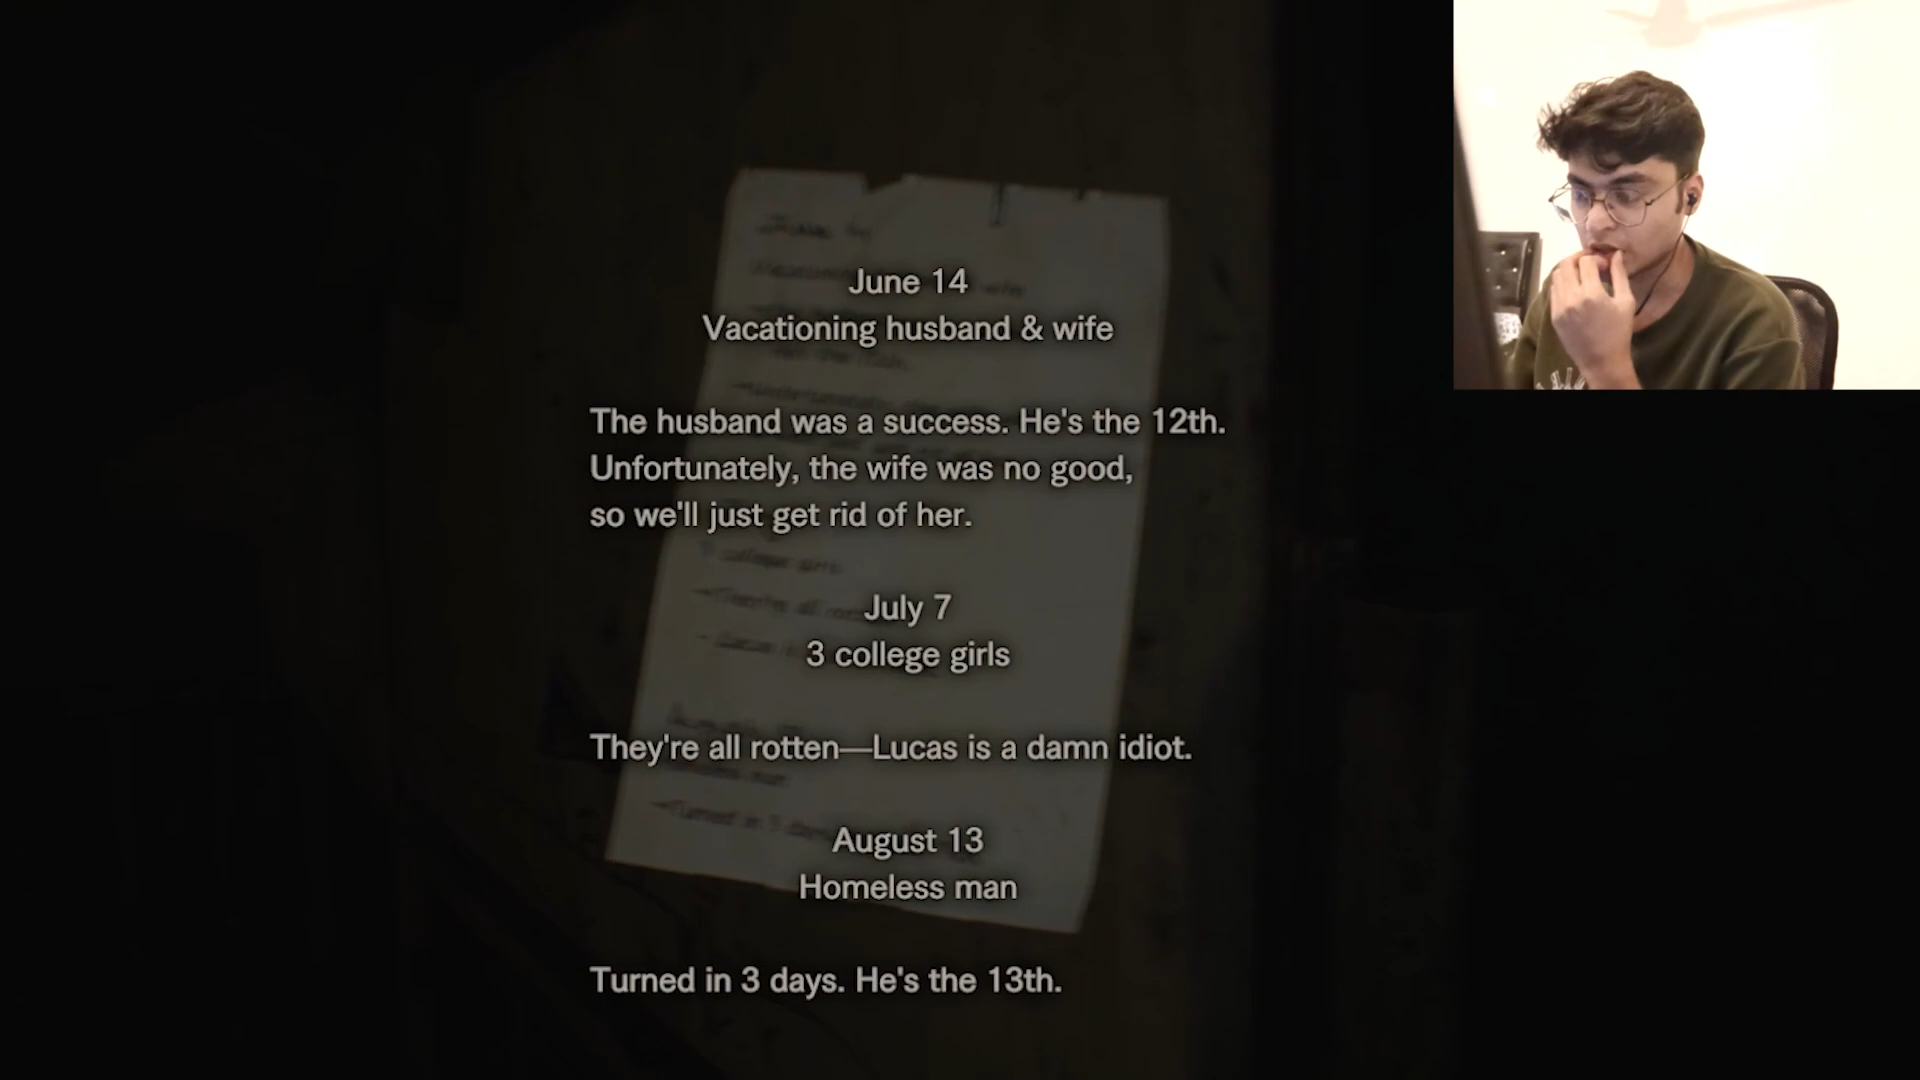 June 14
Vacationing husband & wife
The husband was a success. He's the 12th.
Unfortunately, the wife was no good,
so we'll just get rid of her.
July 7
3 college girls
They're all rotten—Lucas is a damn idiot.
August 13
Homeless man
Turned in 3 days. He's the 13th.